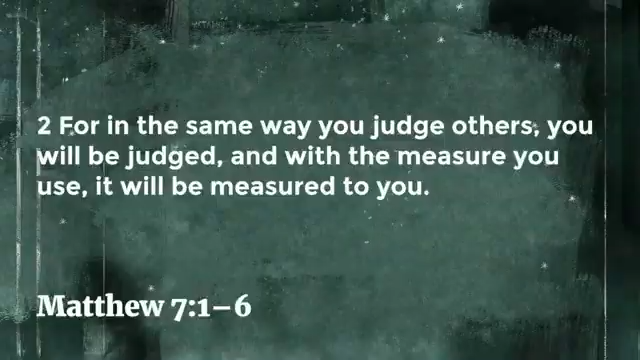 2 For in the same way you judge others, you
will be judged, and with the measure you
use, it will be measured to you.
Matthew 7:1–6